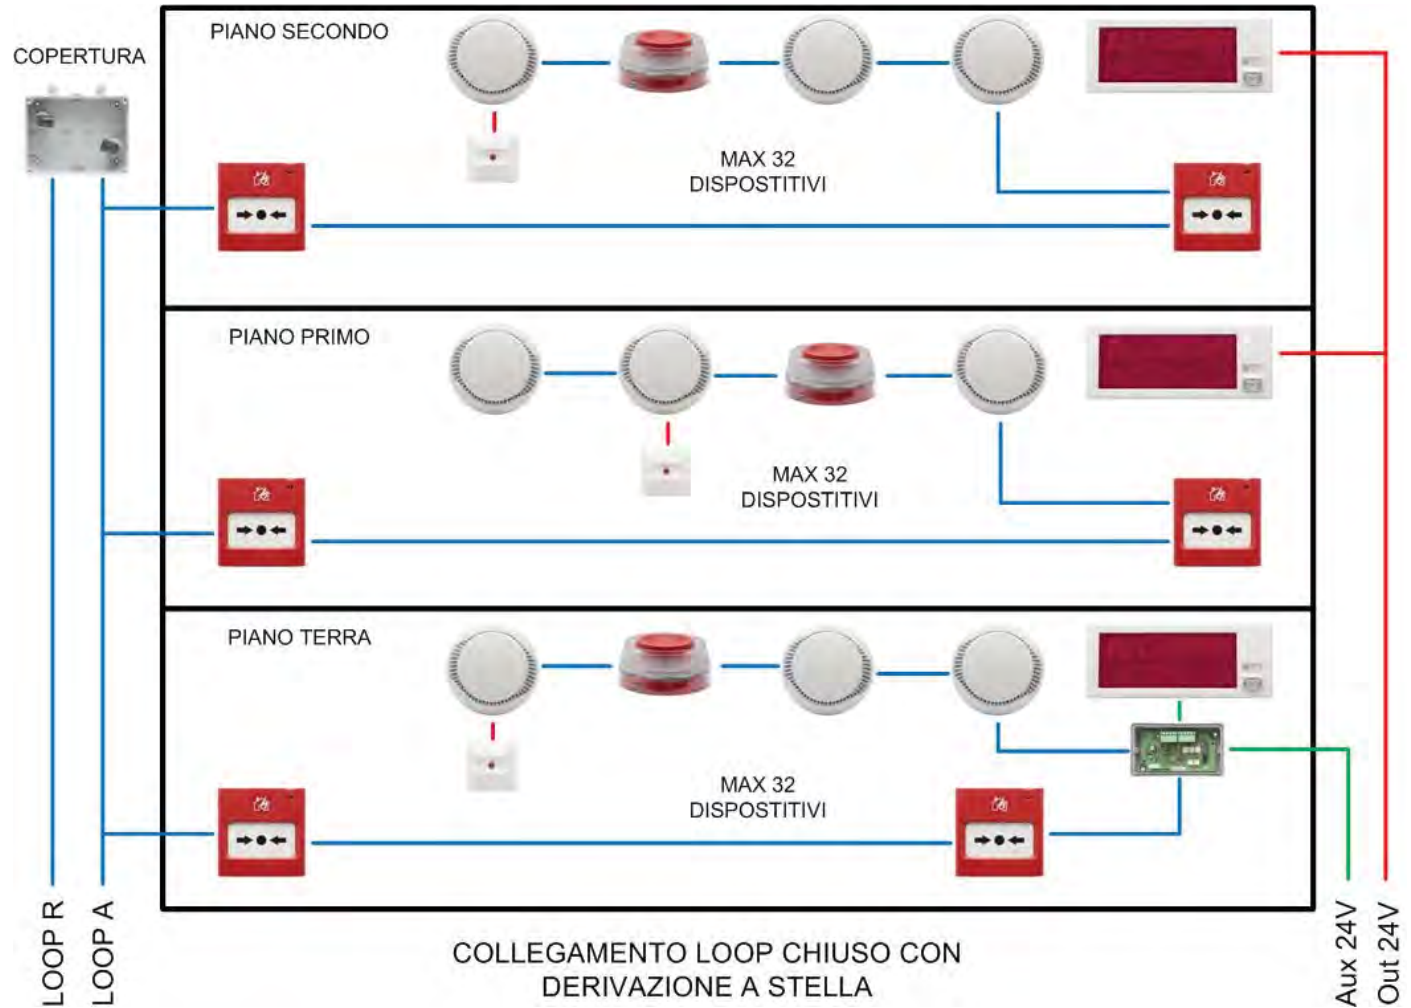 PIANO SECONDO
COPERTURA
MAX 32
DISPOSTITIVI
PIANO PRIMO
MAX 32
DISPOSTITIVI
PIANO TERRA
MAX 32
DISPOSTITIVI
LOOP R
LOOP A
Aux 24V
Out 24V
COLLEGAMENTO LOOP CHIUSO CON
DERIVAZIONE A STELLA